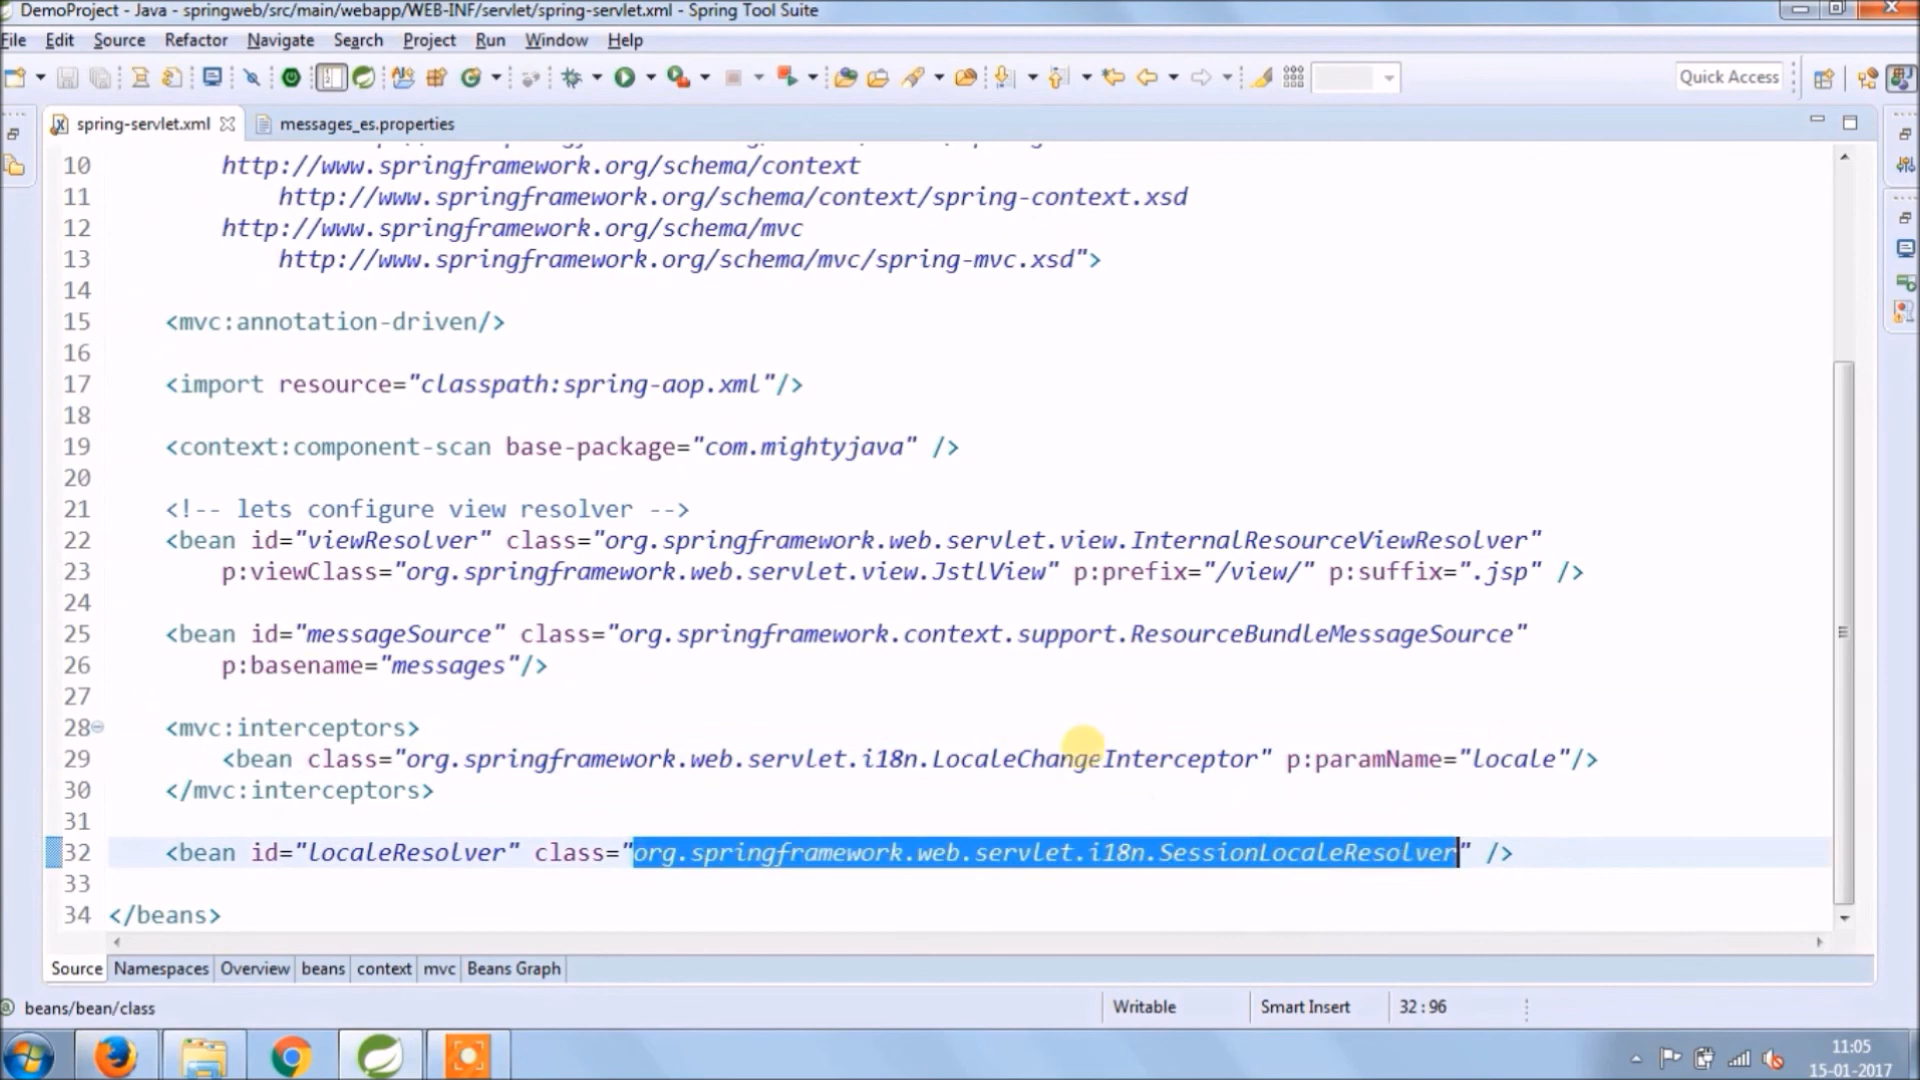 DemoProject - Java - springweb/src/main/webapp/WEB-INF/servlet/spring-servlet.xml - Spring Tool Suite
File Edit Source Refactor Navigate Search Project Run Window Help
Quick Access
spring-servlet.xml messages_es.properties
10 http://www.springframework.org/schema/context
11 http://www.springframework.org/schema/context/spring-context.xsd
12 http://www.springframework.org/schema/mvc
13 http://www.springframework.org/schema/mvc/spring-mvc.xsd">
14
15 <mvc:annotation-driven/>
16
17 <import resource="classpath:spring-aop.xml"/>
18
19 <context:component-scan base-package="com.mightyjava" />
20
21 <!-- lets configure view resolver -->
22 <bean id="viewResolver" class="org.springframework.web.servlet.view.InternalResourceViewResolver"
23 p:viewClass="org.springframework.web.servlet.view.JstlView" p:prefix="/view/" p:suffix=".jsp" />
24
25 <bean id="messageSource" class="org.springframework.context.support.ResourceBundleMessageSource"
26 p:basename="messages"/>
27
28 <mvc:interceptors>
29 <bean class="org.springframework.web.servlet.i18n.LocaleChangeInterceptor" p:paramName="locale"/>
30 </mvc:interceptors>
31
32 <bean id="localeResolver" class="org.springframework.web.servlet.i18n.SessionLocaleResolver" />
33
34 </beans>
Source Namespaces Overview beans context mvc Beans Graph
beans/bean/class Writable Smart Insert 32 : 96
11:05
15-01-2017